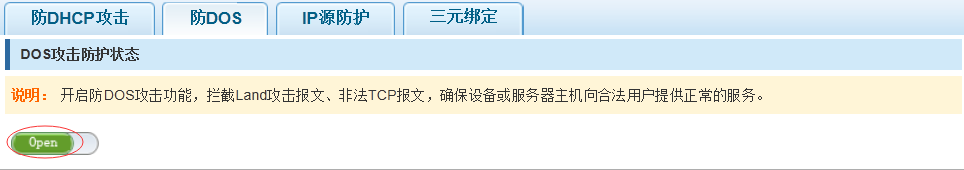 防DHCP攻击 防DOS IP源防护 三元绑定
DOS攻击防护状态
说明： 开启防DOS攻击功能，拦截Land攻击报文、非法TCP报文，确保设备或服务器主机向合法用户提供正常的服务。
Open